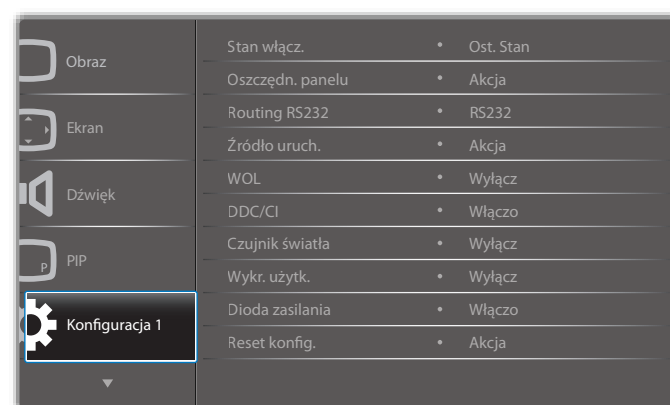 Obraz
Ekran
Dźwięk
PIP
P
Konfiguracja 1
Stan włącz. • Ost. Stan
Oszczędn. panelu • Akcja
Routing RS232 • RS232
Źródło uruch. • Akcja
WOL • Wyłącz
DDC/CI • Włączo
Czujnik światła • Wyłącz
Wykr. użytk. • Wyłącz
Dioda zasilania • Włączo
Reset konfig. • Akcja